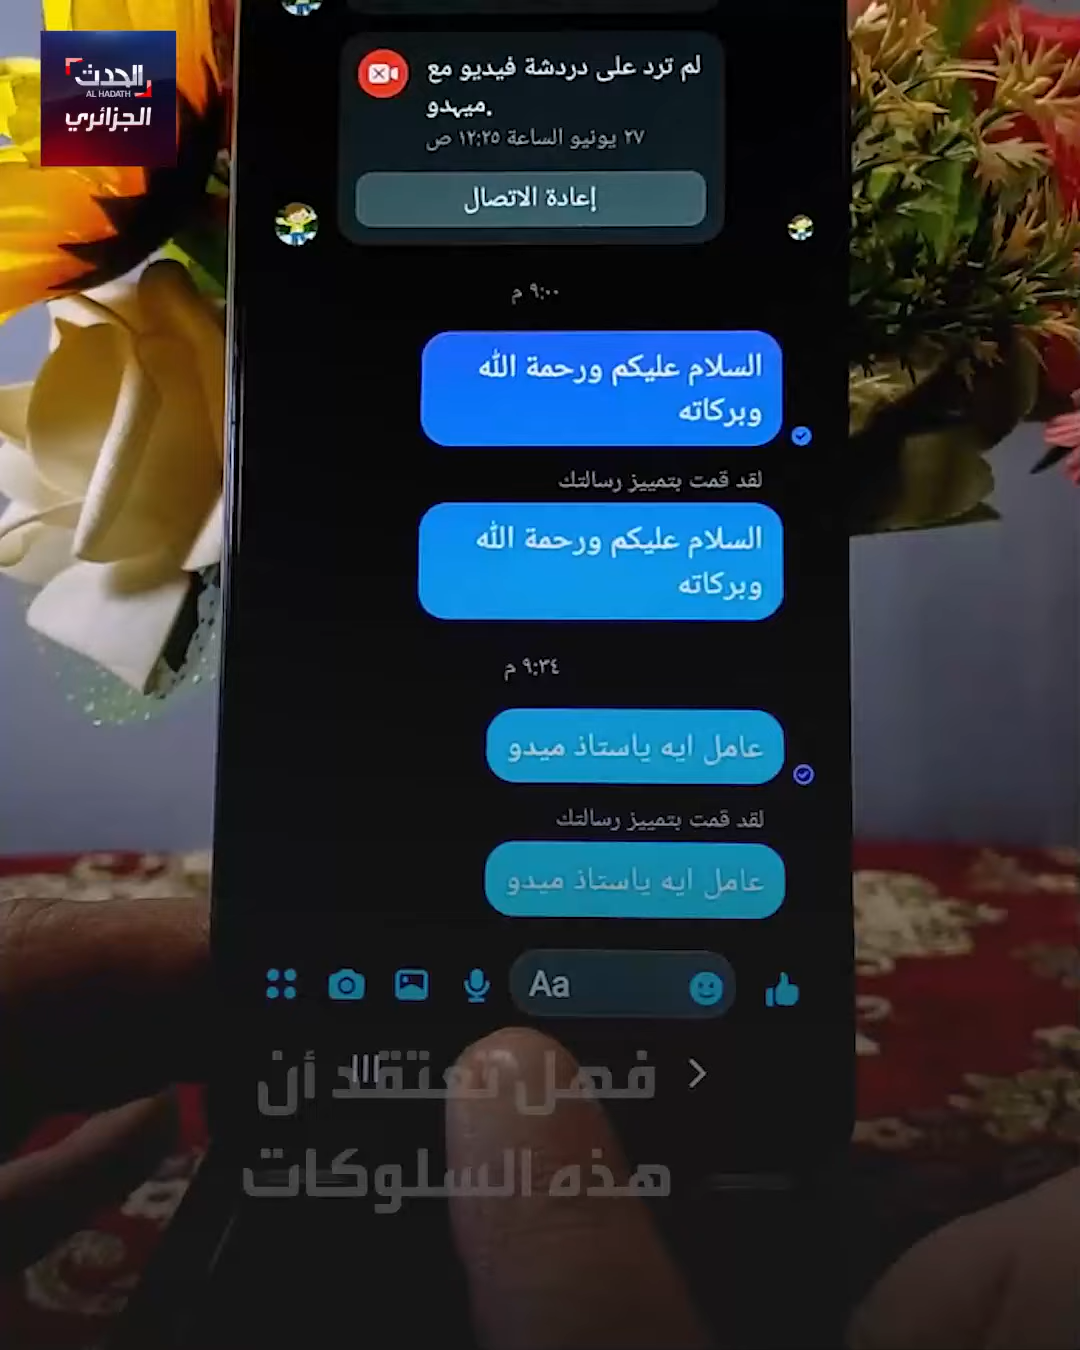 الحدث
AL HADATH
الجزائري
لم ترد على دردشة فيديو مع
ميهدو.
٢٧ يونيو الساعة ١٢:٢٥ ص
إعادة الاتصال
٩:٠٠ م
السلام عليكم ورحمة الله
وبركاته
لقد قمت بتمييز رسالتك
السلام عليكم ورحمة الله
وبركاته
٩:٣٤ م
عامل ايه ياستاذ ميدو
لقد قمت بتمييز رسالتك
عامل ايه ياستاذ ميدو
Aa
فهل تعتقد أن
هذه السلوكات